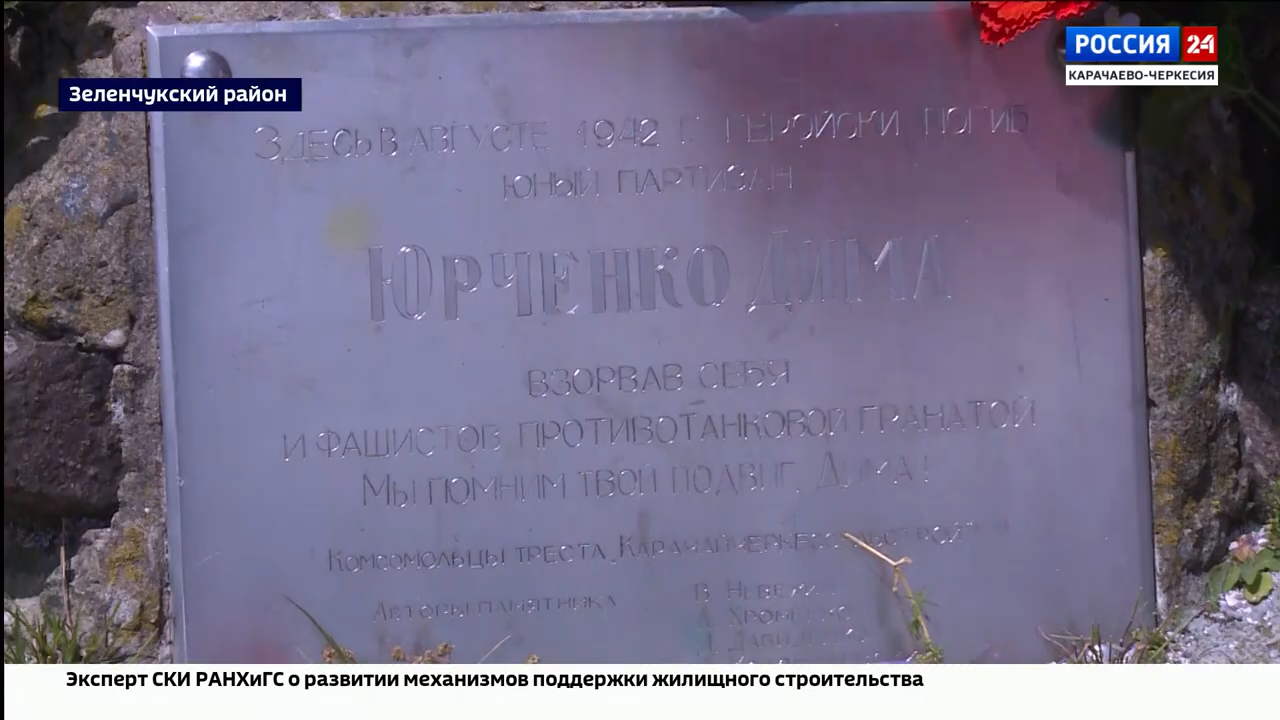 РОССИЯ 24
КАРАЧАЕВО-ЧЕРКЕСИЯ
Зеленчукский район
ЗДЕСЬ В АВГУСТЕ 1942 Г. ГЕРОЙСКИ ПОГИБ
ЮНЫЙ ПАРТИЗАН
ЮРЧЕНКО ДИМА
ВЗОРВАВ СЕБЯ
И ФАШИСТОВ ПРОТИВОТАНКОВОЙ ГРАНАТОЙ
МЫ ПОМНИМ ТВОЙ ПОДВИГ, ДИМА!
КОМСОМОЛЬЦЫ ТРЕСТА „КАРАЧАЙЧЕРКЕССЕЛЬСТРОЙ"
АВТОРЫ ПАМЯТНИКА
Эксперт СКИ РАНХиГС о развитии механизмов поддержки жилищного строительства